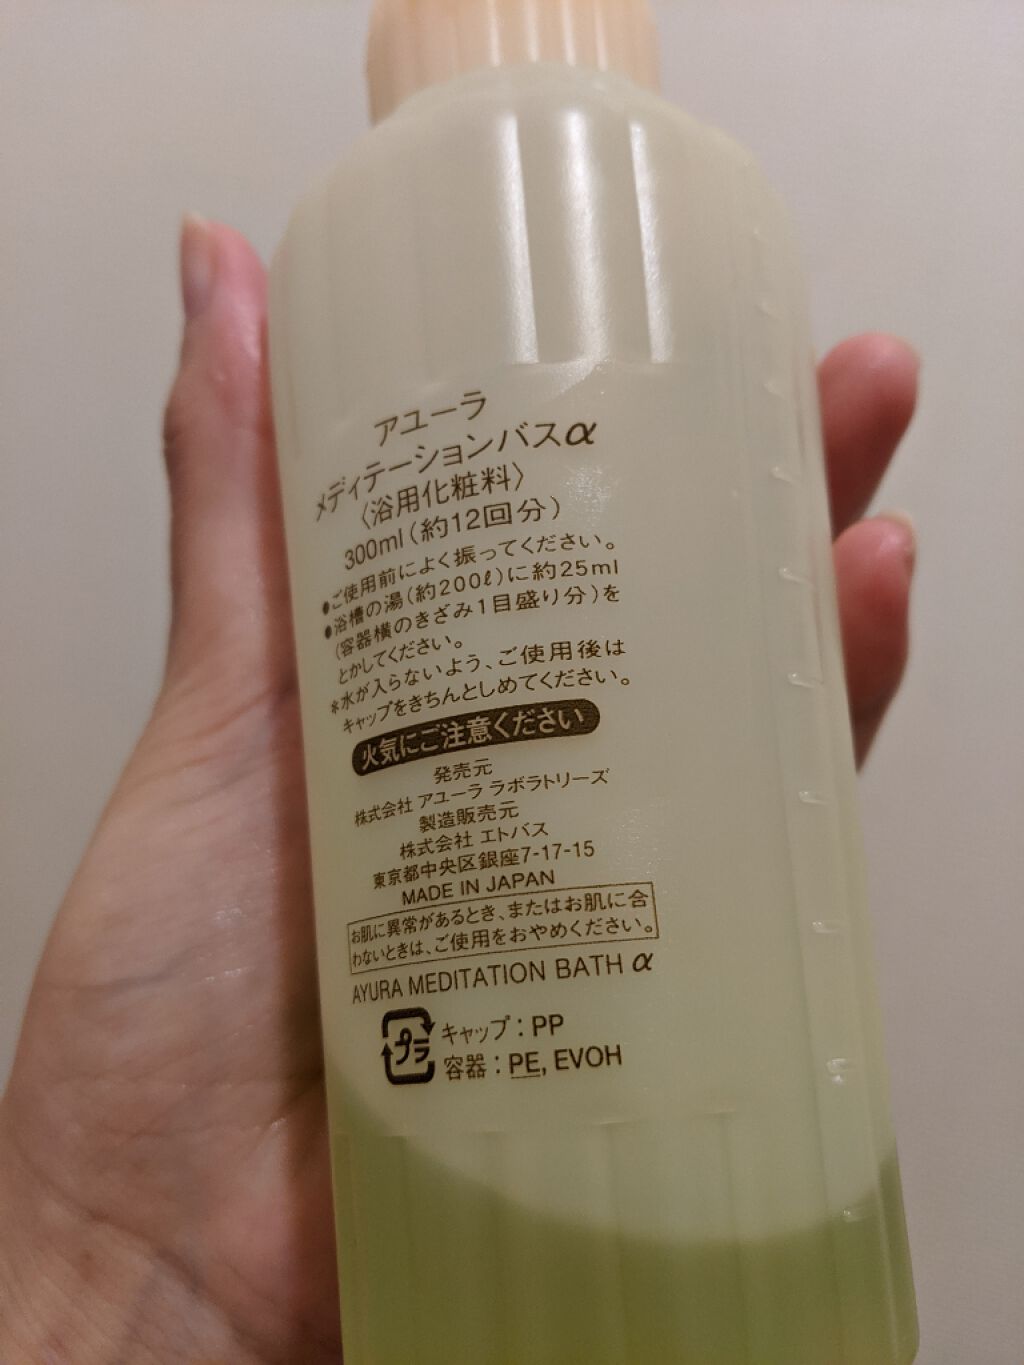 アユーラ
メディテーションバスα
〈浴用化粧料〉
300ml(約12回分)
●ご使用前によく振ってください。
●浴槽の湯(約200ℓ)に約25ml
(容器横のきざみ1目盛り分)を
とかしてください。
*水が入らないよう、ご使用後は
キャップをきちんとしめてください。
火気にご注意ください
発売元
株式会社 アユーラ ラボラトリーズ
製造販売元
株式会社 エトバス
東京都中央区銀座7-17-15
MADE IN JAPAN
お肌に異常があるとき、またはお肌に合
わないときは、ご使用をおやめください。
AYURA MEDITATION BATH α
プラ キャップ:PP
容器:PE, EVOH